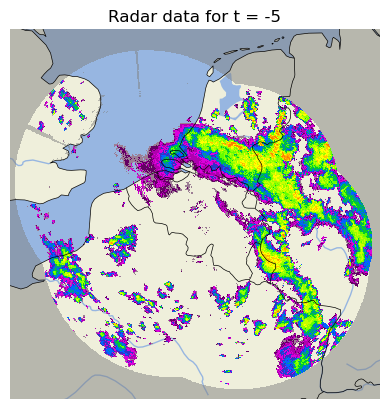 Radar data for t = -5